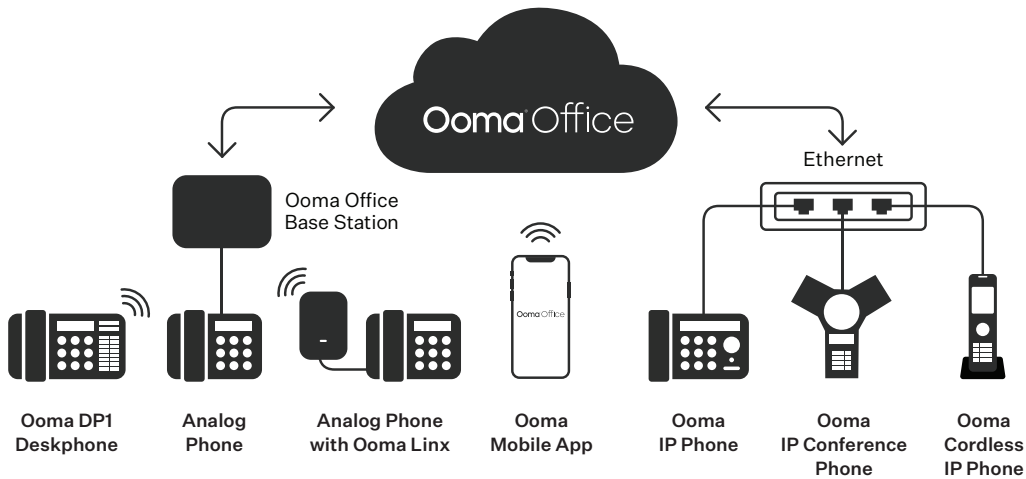 Ooma Office
Ethernet
Ooma Office
Base Station
Ooma Office
Ooma DP1
Deskphone
Analog
Phone
Analog Phone
with Ooma Linx
Ooma
Mobile App
Ooma
IP Phone
Ooma
IP Conference
Phone
Ooma
Cordless
IP Phone